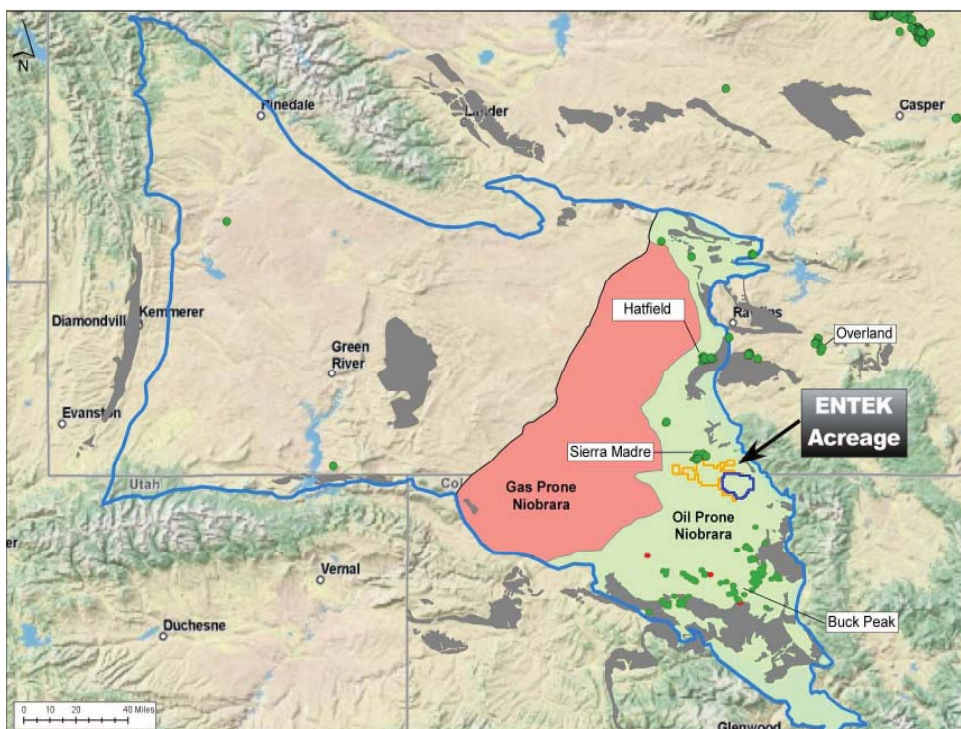 N
Pinedale
Lander
Casper
Hatfield
Rawlins
Overland
Diamondvill
Kemmerer
Green
River
Evanston
ENTEK
Acreage
Sierra Madre
Utah
Gas Prone
Niobrara
Oil Prone
Niobrara
Vernal
Duchesne
Buck Peak
0 10 20 40 Miles
Glenwood